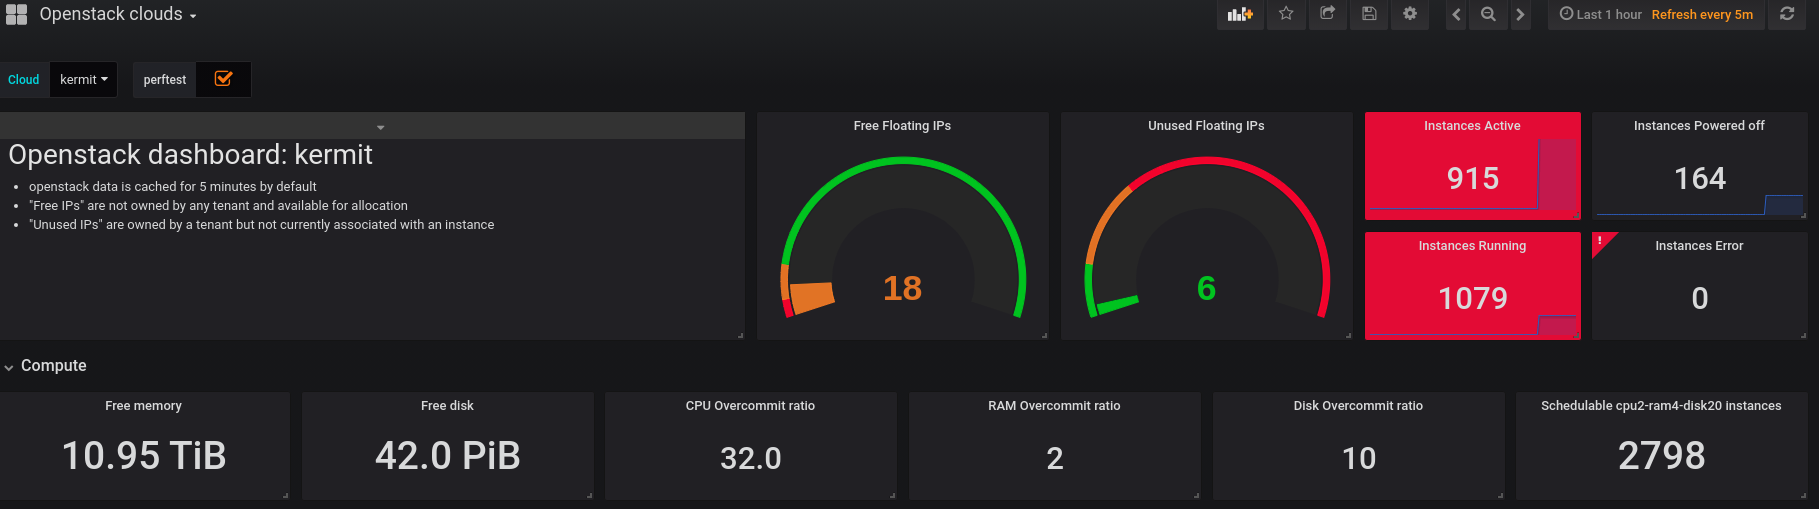 Openstack clouds
Last 1 hour Refresh every 5m
Cloud kermit perftest
Openstack dashboard: kermit
openstack data is cached for 5 minutes by default
"Free IPs" are not owned by any tenant and available for allocation
"Unused IPs" are owned by a tenant but not currently associated with an instance
Free Floating IPs
18
Unused Floating IPs
6
Instances Active
915
Instances Powered off
164
Instances Running
1079
!
Instances Error
0
Compute
Free memory
10.95 TiB
Free disk
42.0 PiB
CPU Overcommit ratio
32.0
RAM Overcommit ratio
2
Disk Overcommit ratio
10
Schedulable cpu2-ram4-disk20 instances
2798